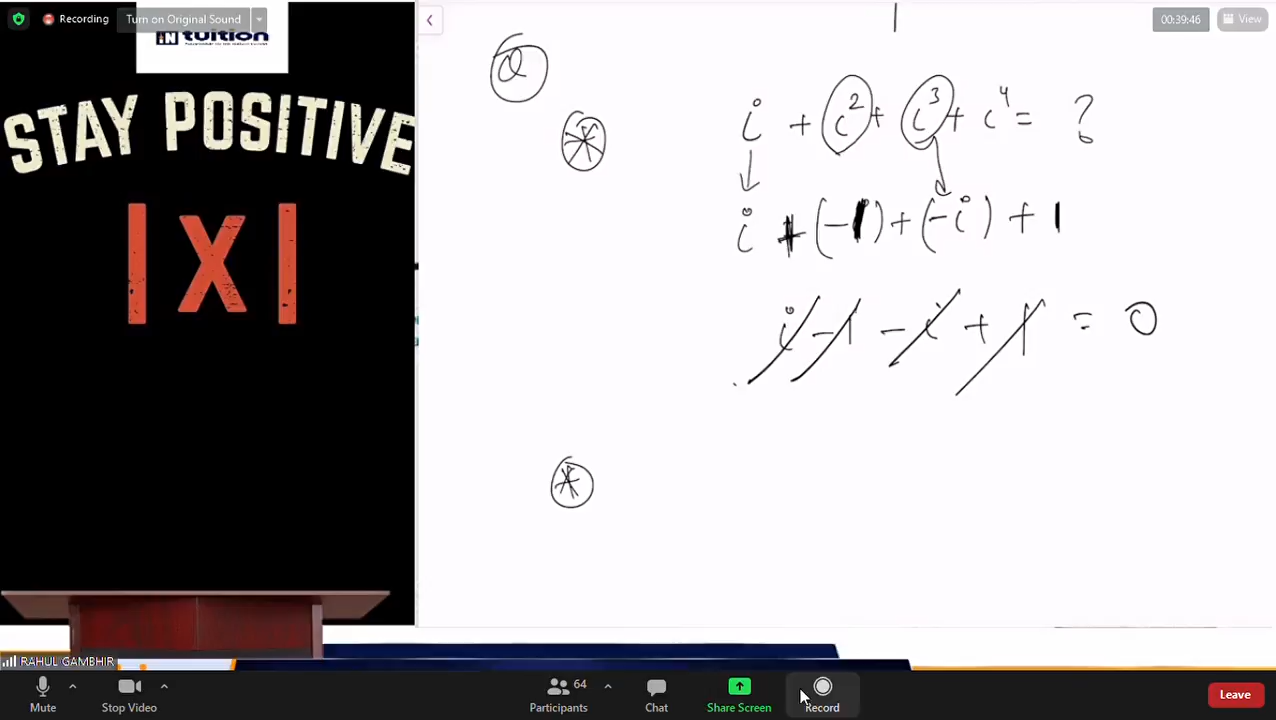 Recording
Turn on Original Sound
00:39:46
View
iN tuition
STAY POSITIVE
|x|
Q
i + i² + i³ + i⁴ = ?
i + (-1) + (-i) + 1
i - 1 - i + 1 = 0
RAHUL GAMBHIR
Mute
Stop Video
64
Participants
Chat
Share Screen
Record
Leave